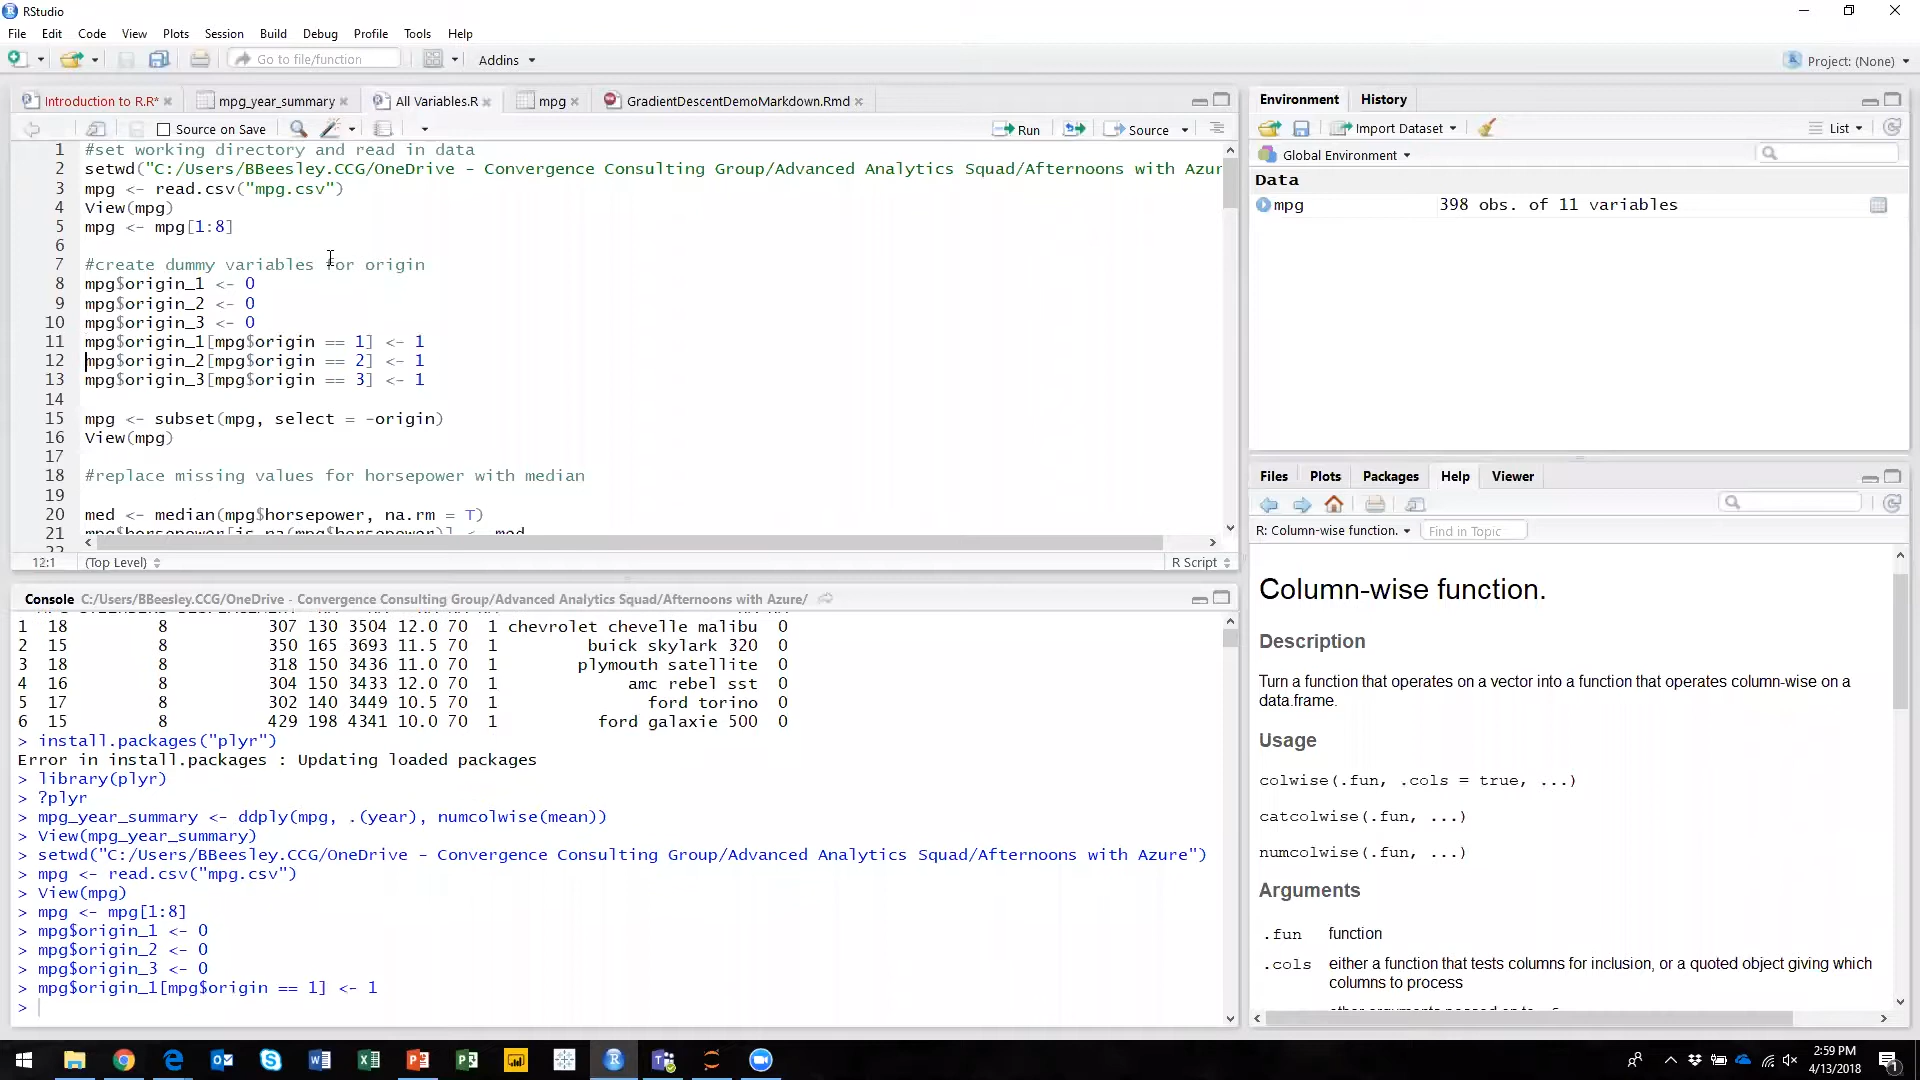 RStudio
File Edit Code View Plots Session Build Debug Profile Tools Help
Go to file/function Addins Project: (None)
Introduction to R.R* mpg_year_summary All Variables.R mpg GradientDescentDemoMarkdown.Rmd
Source on Save Run Source
1 #set working directory and read in data
2 setwd("C:/Users/BBeesley.CCG/OneDrive - Convergence Consulting Group/Advanced Analytics Squad/Afternoons with Azur
3 mpg <- read.csv("mpg.csv")
4 View(mpg)
5 mpg <- mpg[1:8]
6
7 #create dummy variables for origin
8 mpg$origin_1 <- 0
9 mpg$origin_2 <- 0
10 mpg$origin_3 <- 0
11 mpg$origin_1[mpg$origin == 1] <- 1
12 mpg$origin_2[mpg$origin == 2] <- 1
13 mpg$origin_3[mpg$origin == 3] <- 1
14
15 mpg <- subset(mpg, select = -origin)
16 View(mpg)
17
18 #replace missing values for horsepower with median
19
20 med <- median(mpg$horsepower, na.rm = T)
21 mpg$horsepower[is.na(mpg$horsepower)] <- med
22
12:1 (Top Level) R Script
Console C:/Users/BBeesley.CCG/OneDrive - Convergence Consulting Group/Advanced Analytics Squad/Afternoons with Azure/
1 18 8 307 130 3504 12.0 70 1 chevrolet chevelle malibu 0
2 15 8 350 165 3693 11.5 70 1 buick skylark 320 0
3 18 8 318 150 3436 11.0 70 1 plymouth satellite 0
4 16 8 304 150 3433 12.0 70 1 amc rebel sst 0
5 17 8 302 140 3449 10.5 70 1 ford torino 0
6 15 8 429 198 4341 10.0 70 1 ford galaxie 500 0
> install.packages("plyr")
Error in install.packages : Updating loaded packages
> library(plyr)
> ?plyr
> mpg_year_summary <- ddply(mpg, .(year), numcolwise(mean))
> View(mpg_year_summary)
> setwd("C:/Users/BBeesley.CCG/OneDrive - Convergence Consulting Group/Advanced Analytics Squad/Afternoons with Azure")
> mpg <- read.csv("mpg.csv")
> View(mpg)
> mpg <- mpg[1:8]
> mpg$origin_1 <- 0
> mpg$origin_2 <- 0
> mpg$origin_3 <- 0
> mpg$origin_1[mpg$origin == 1] <- 1
>
Environment History
Import Dataset List
Global Environment
Data
mpg 398 obs. of 11 variables
Files Plots Packages Help Viewer
R: Column-wise function. Find in Topic
Column-wise function.
Description
Turn a function that operates on a vector into a function that operates column-wise on a
data.frame.
Usage
colwise(.fun, .cols = true, ...)
catcolwise(.fun, ...)
numcolwise(.fun, ...)
Arguments
.fun function
.cols either a function that tests columns for inclusion, or a quoted object giving which
columns to process
2:59 PM
4/13/2018